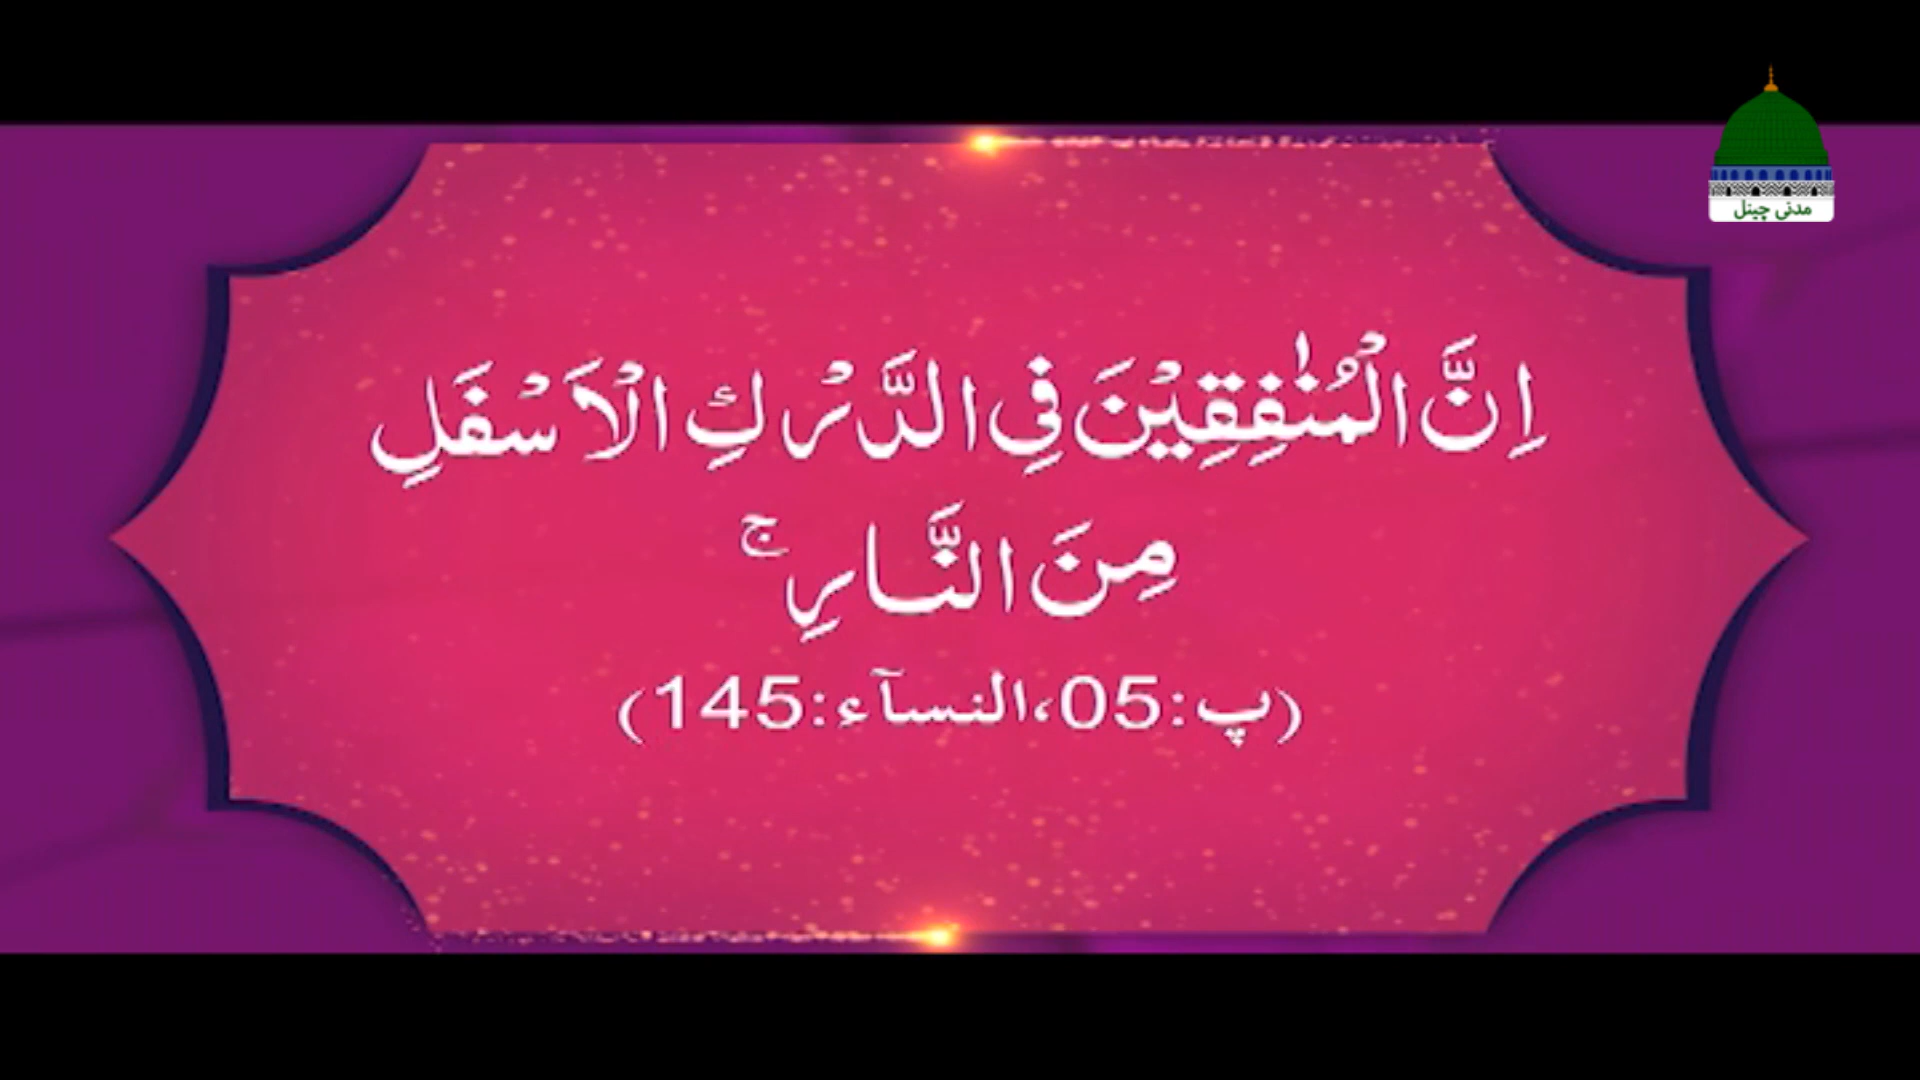 مدنی چینل
اِنَّ الْمُنٰفِقِیْنَ فِی الدَّرْكِ الْاَسْفَلِ
مِنَ النَّارِ ۚ
(پ:05،النسآء:145)